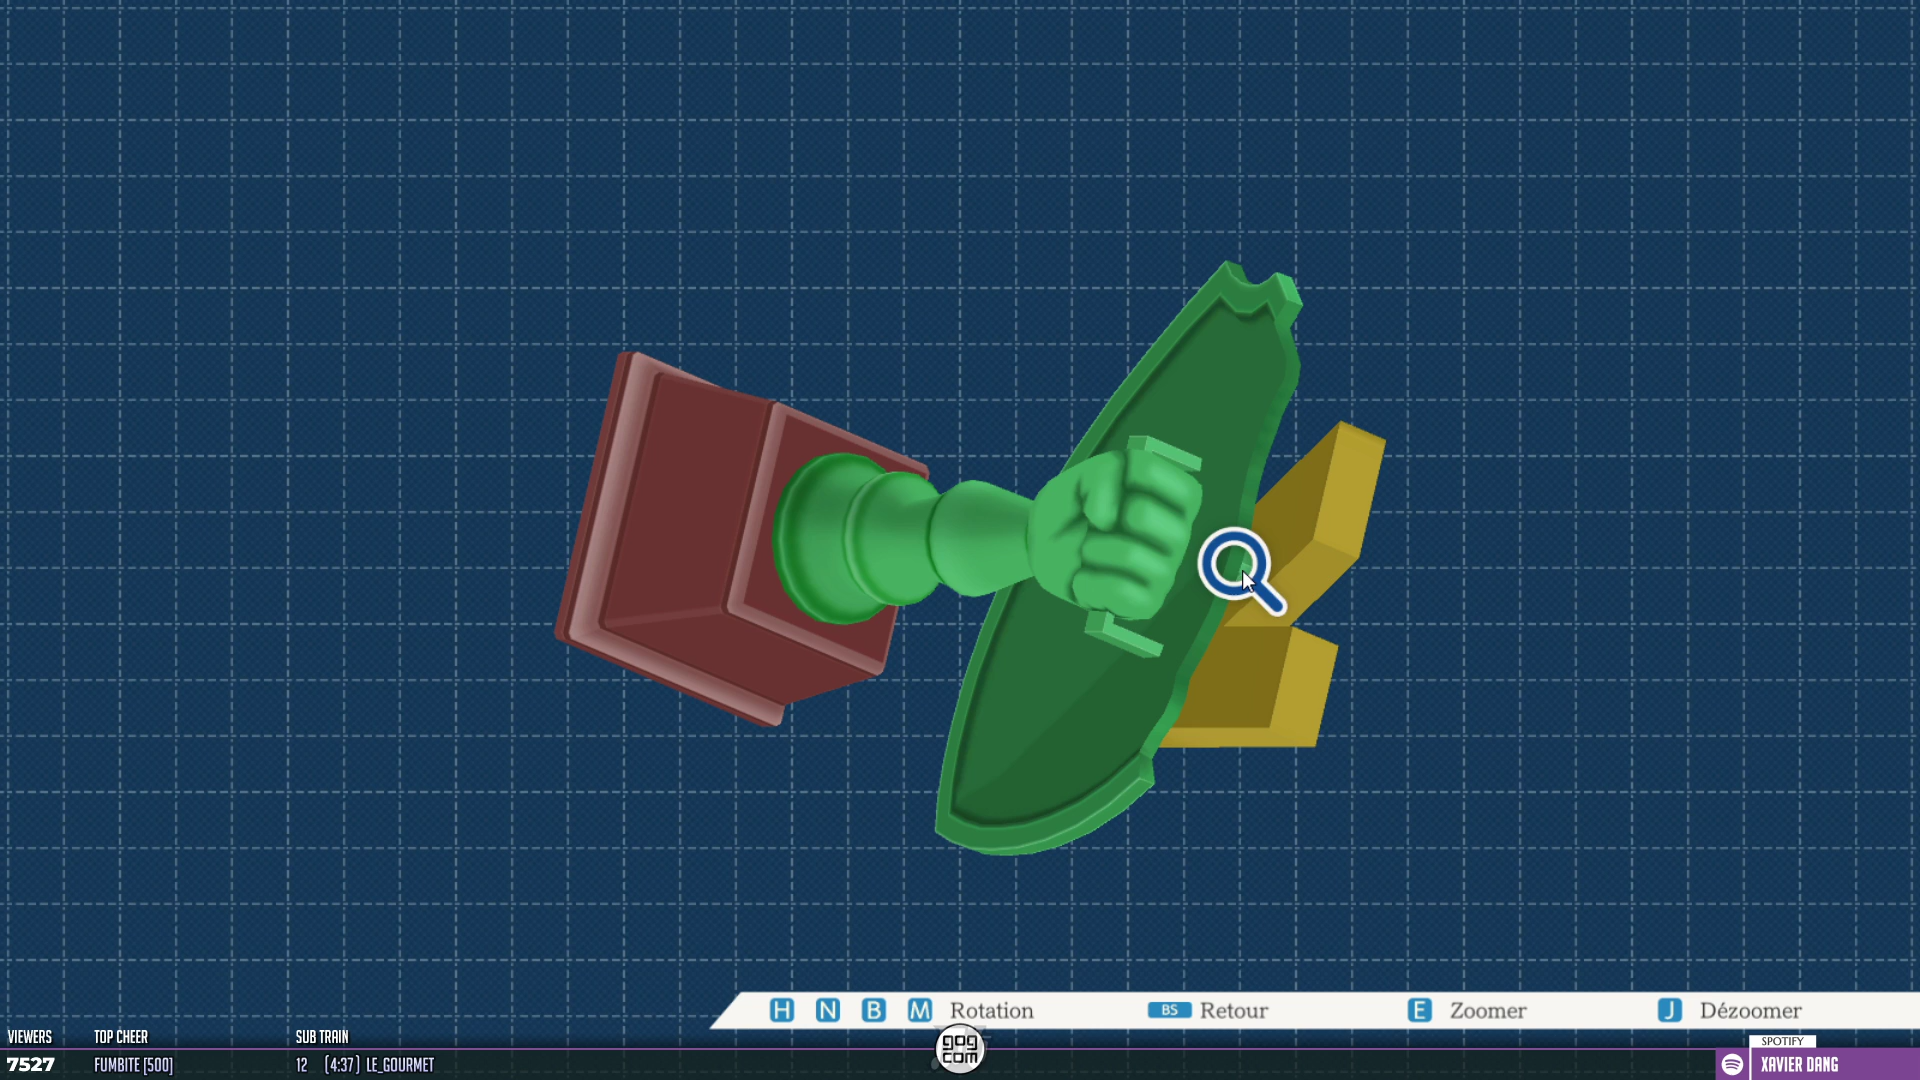 H N B M Rotation BS Retour E Zoomer J Dézoomer
VIEWERS TOP CHEER SUB TRAIN
7527 FUMBITE [500] 12 (4:37) LE_GOURMET
GOG
COM
SPOTIFY
XAVIER DANG